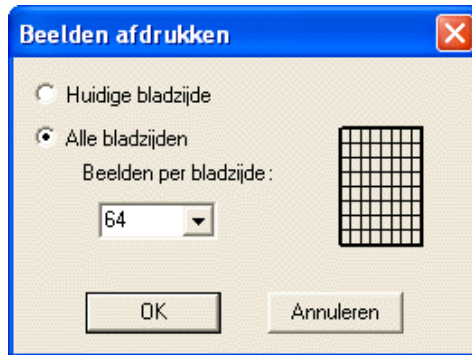 Beelden afdrukken
Huidige bladzijde
Alle bladzijden
Beelden per bladzijde:
64
OK
Annuleren